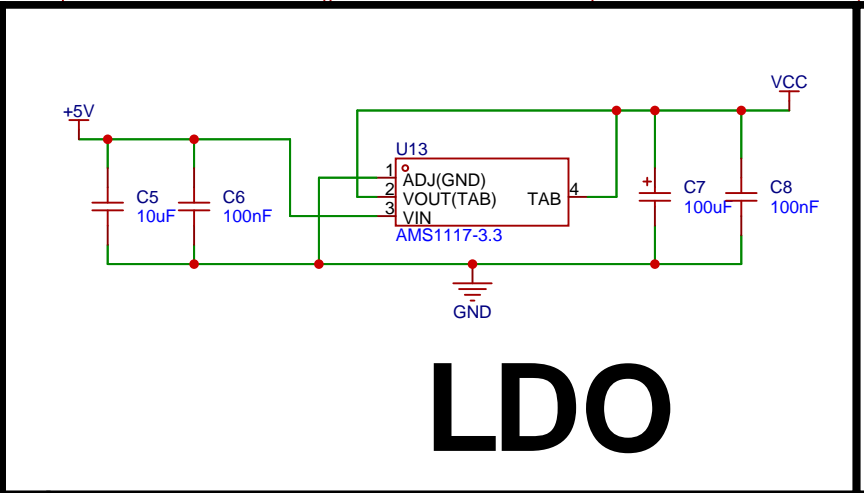 VCC
+5V
U13
1
ADJ(GND)
2
VOUT(TAB)
TAB
4
3
VIN
AMS1117-3.3
C5
10uF
C6
100nF
+
C7
100uF
C8
100nF
GND
LDO